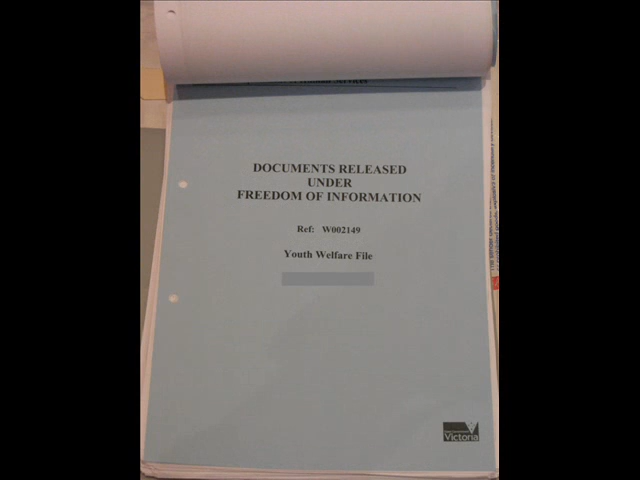 DOCUMENTS RELEASED
UNDER
FREEDOM OF INFORMATION
Ref: W002149
Youth Welfare File
Victoria